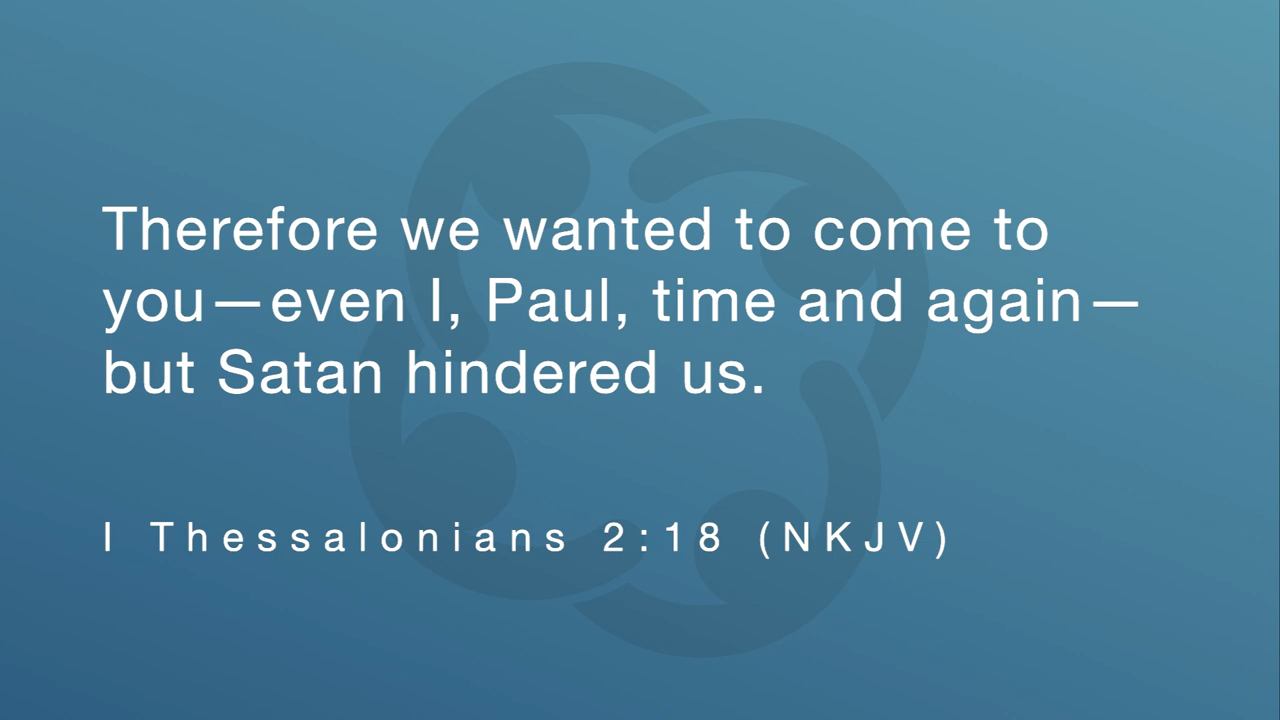 Therefore we wanted to come to
you—even I, Paul, time and again—
but Satan hindered us.
I Thessalonians 2:18 (NKJV)